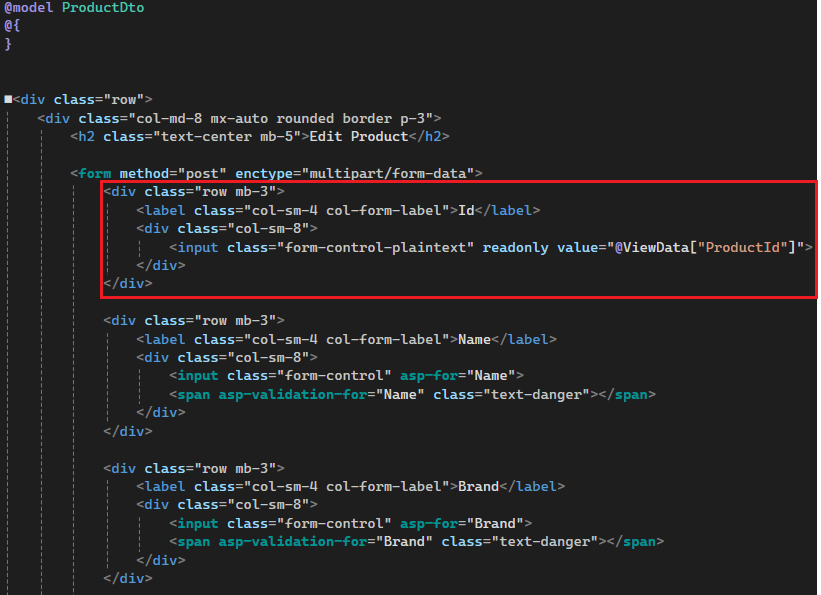 @model ProductDto
@{
}
<div class="row">
<div class="col-md-8 mx-auto rounded border p-3">
<h2 class="text-center mb-5">Edit Product</h2>
<form method="post" enctype="multipart/form-data">
<div class="row mb-3">
<label class="col-sm-4 col-form-label">Id</label>
<div class="col-sm-8">
<input class="form-control-plaintext" readonly value="@ViewData["ProductId"]">
</div>
</div>
<div class="row mb-3">
<label class="col-sm-4 col-form-label">Name</label>
<div class="col-sm-8">
<input class="form-control" asp-for="Name">
<span asp-validation-for="Name" class="text-danger"></span>
</div>
</div>
<div class="row mb-3">
<label class="col-sm-4 col-form-label">Brand</label>
<div class="col-sm-8">
<input class="form-control" asp-for="Brand">
<span asp-validation-for="Brand" class="text-danger"></span>
</div>
</div>